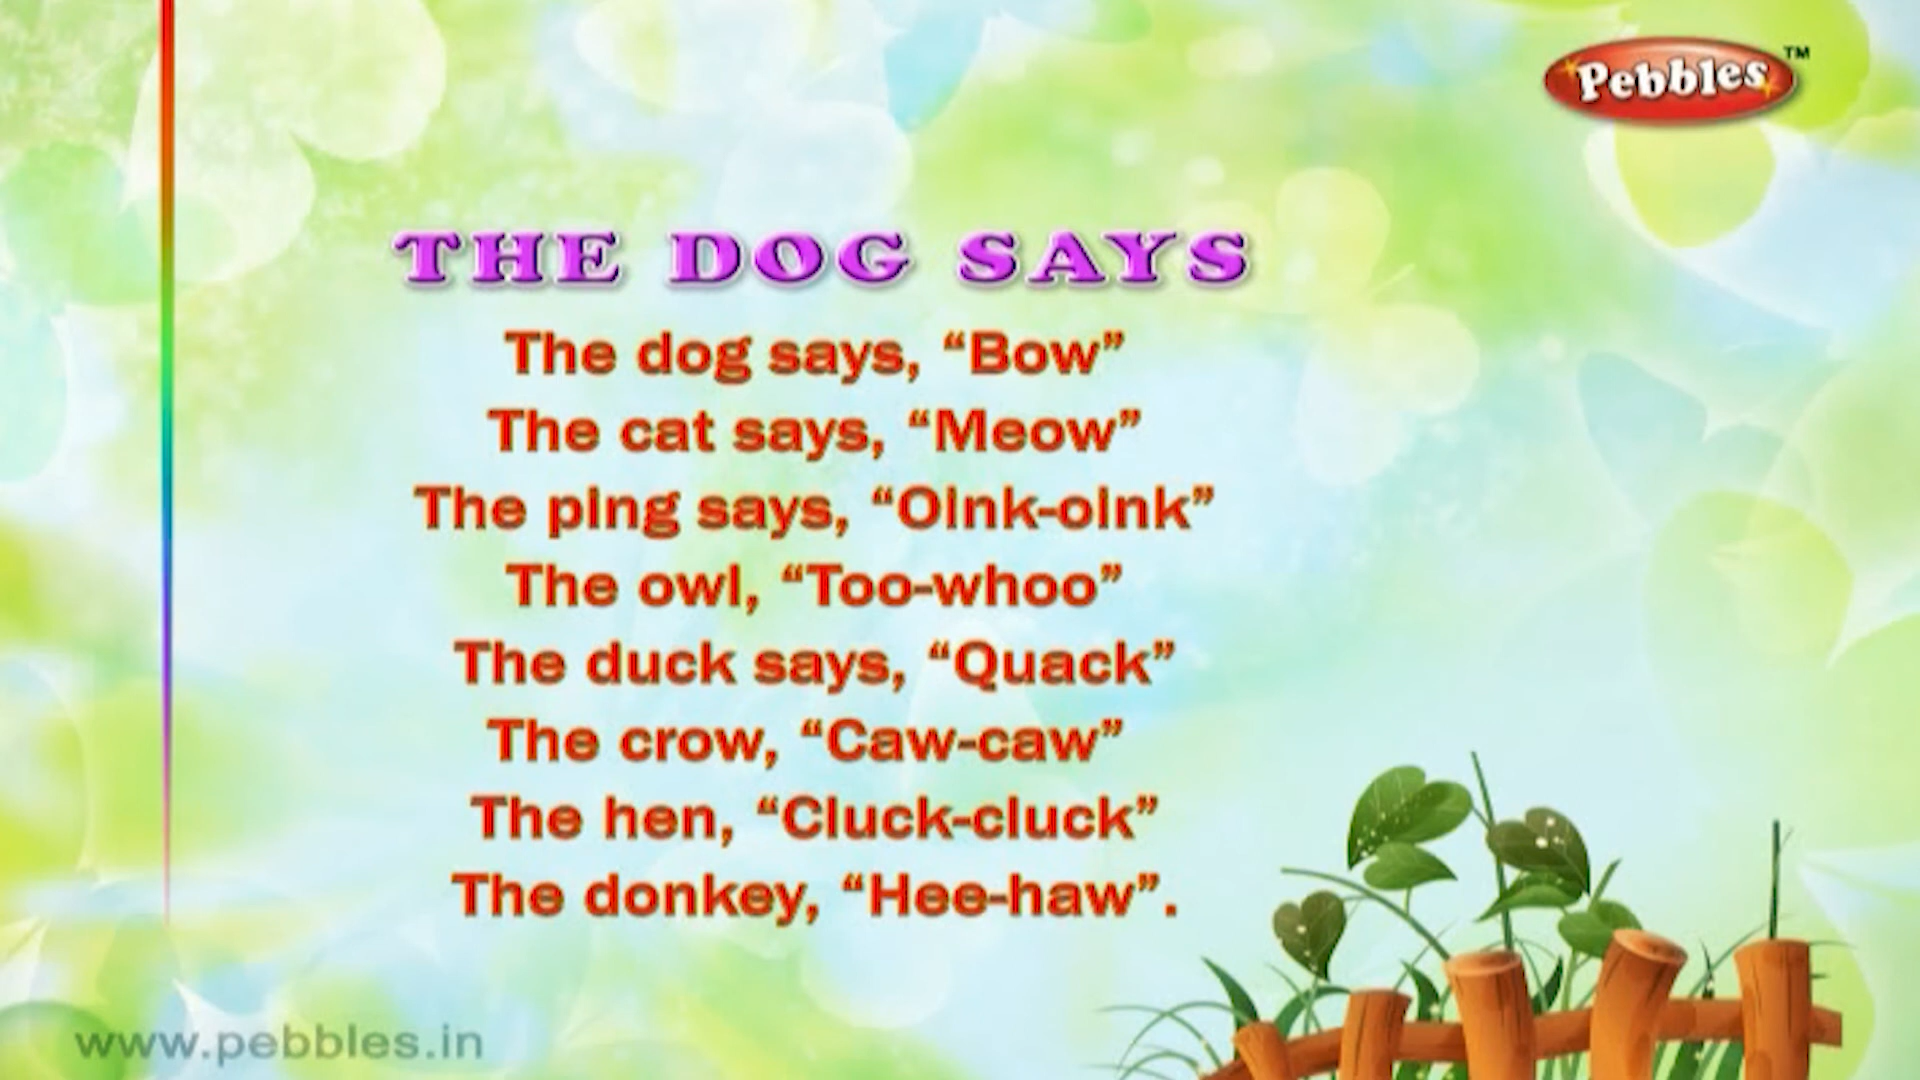 Pebbles™
THE DOG SAYS
The dog says, “Bow”
The cat says, “Meow”
The ping says, “Oink-oink”
The owl, “Too-whoo”
The duck says, “Quack”
The crow, “Caw-caw”
The hen, “Cluck-cluck”
The donkey, “Hee-haw”.
www.pebbles.in